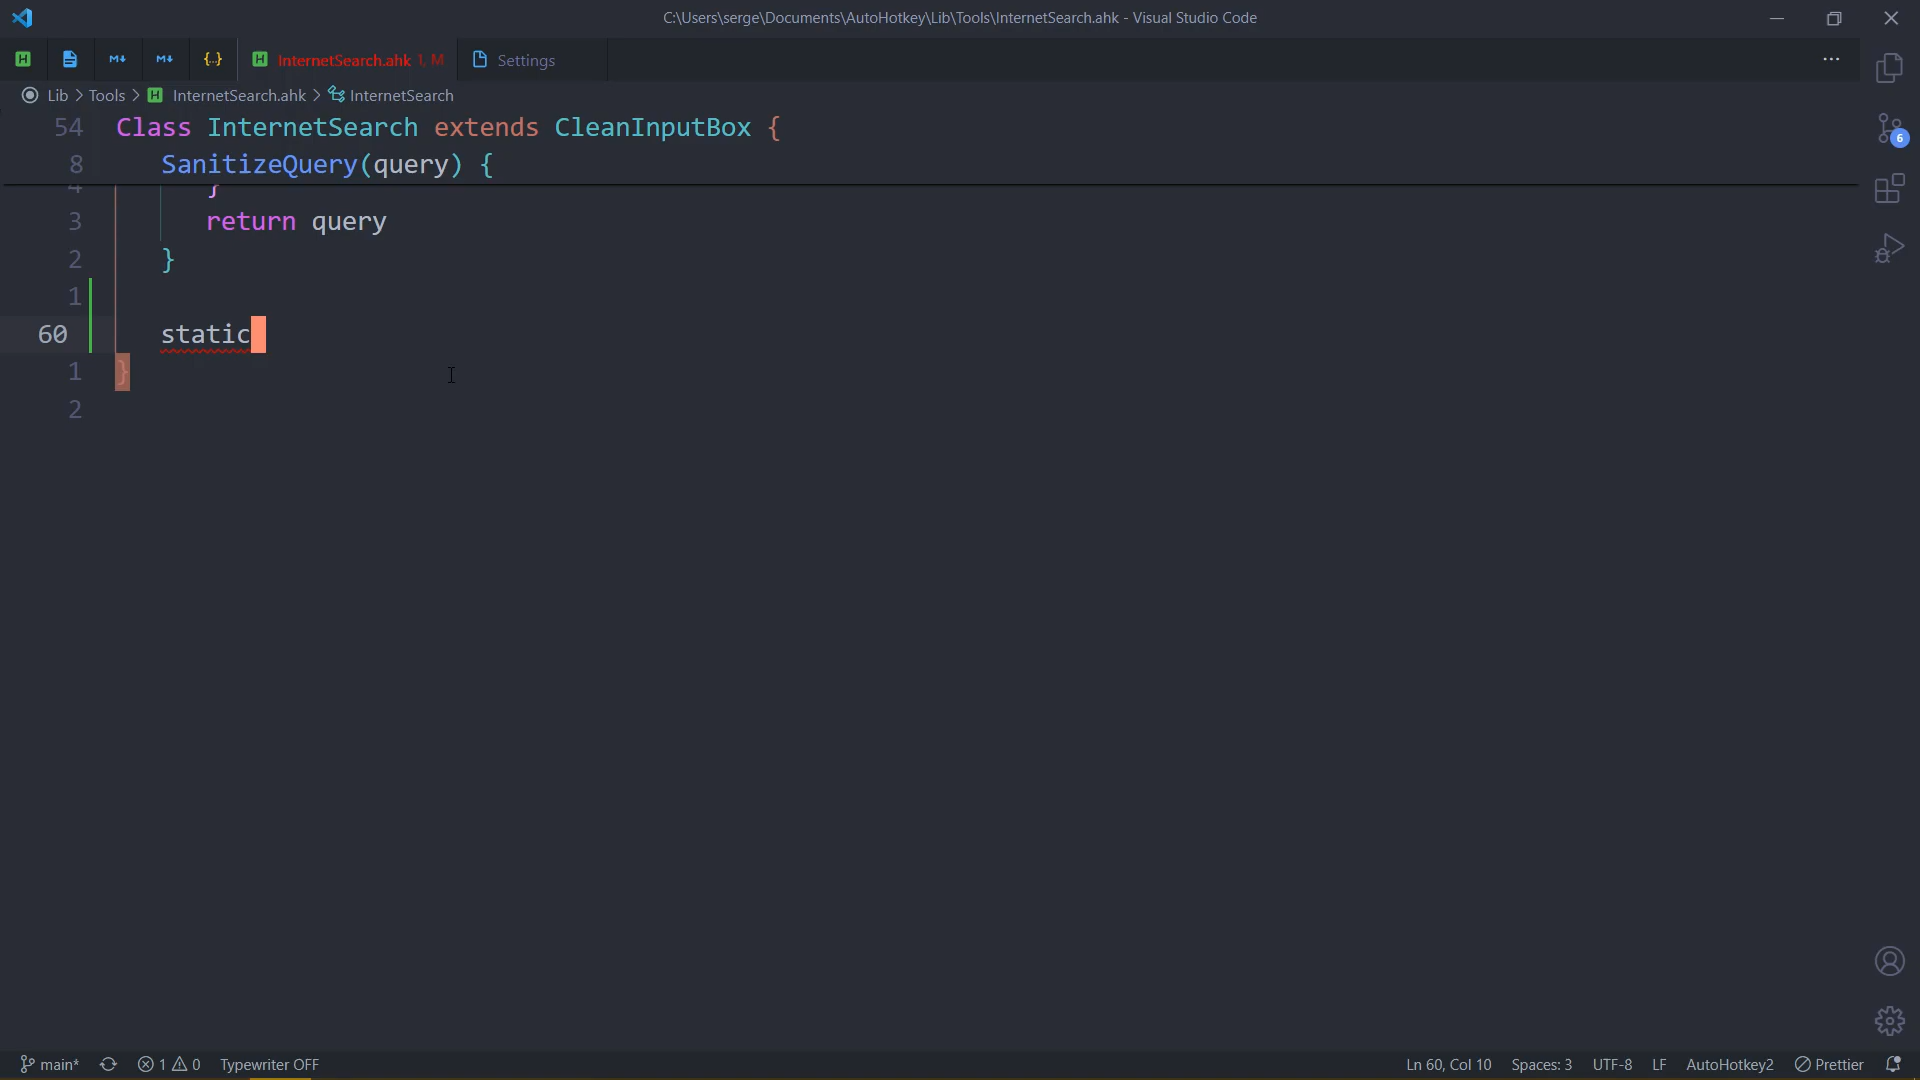 C:\Users\serge\Documents\AutoHotkey\Lib\Tools\InternetSearch.ahk - Visual Studio Code
H M↓ M↓ {..} H InternetSearch.ahk 1, M Settings ...
Lib > Tools > H InternetSearch.ahk > InternetSearch
54 Class InternetSearch extends CleanInputBox {
8 SanitizeQuery(query) {
4 }
3 return query
2 }
1
60 static
1 }
2
6
main* 1 0 Typewriter OFF Ln 60, Col 10 Spaces: 3 UTF-8 LF AutoHotkey2 Prettier